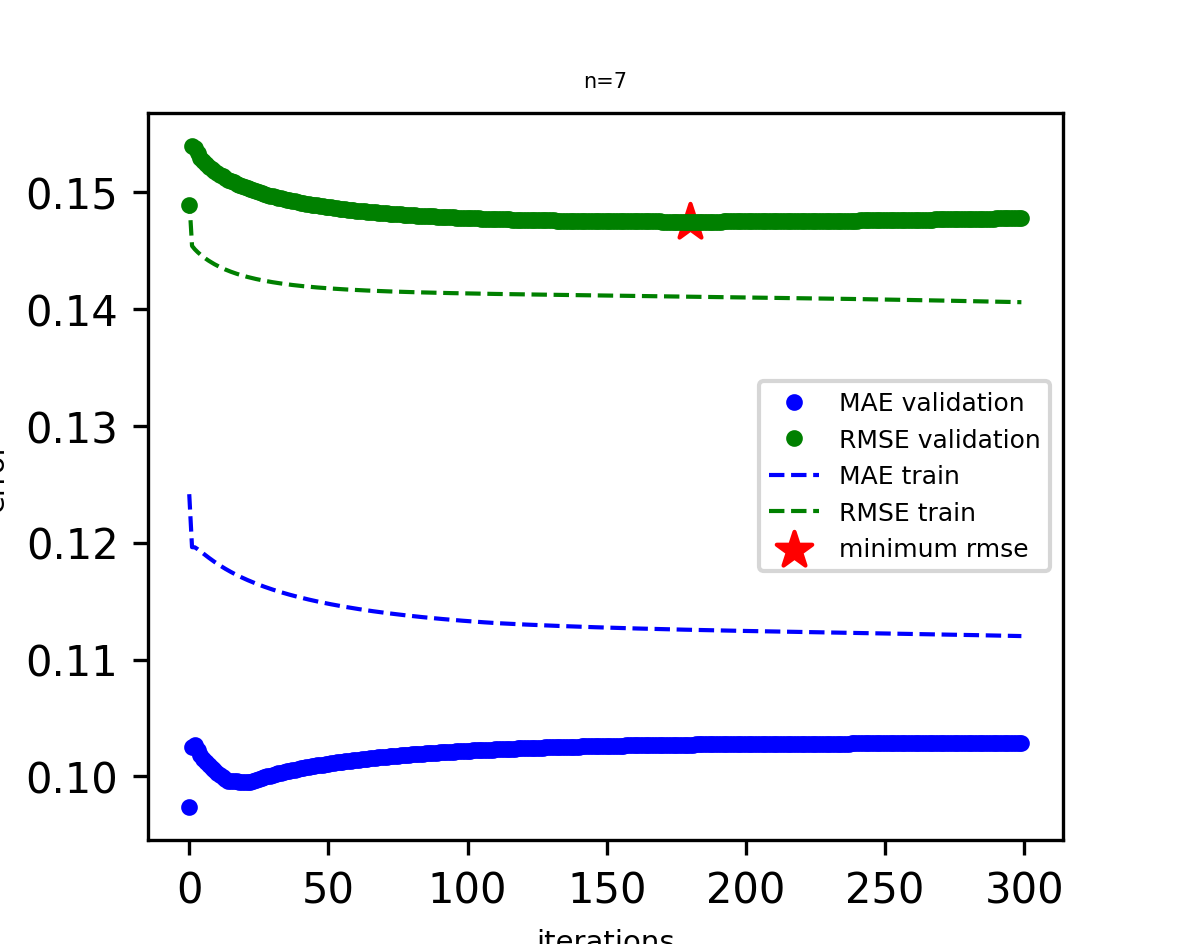 n=7
0.15
0.14
0.13
0.12
0.11
0.10
MAE validation
RMSE validation
MAE train
RMSE train
minimum rmse
0 50 100 150 200 250 300
iterations